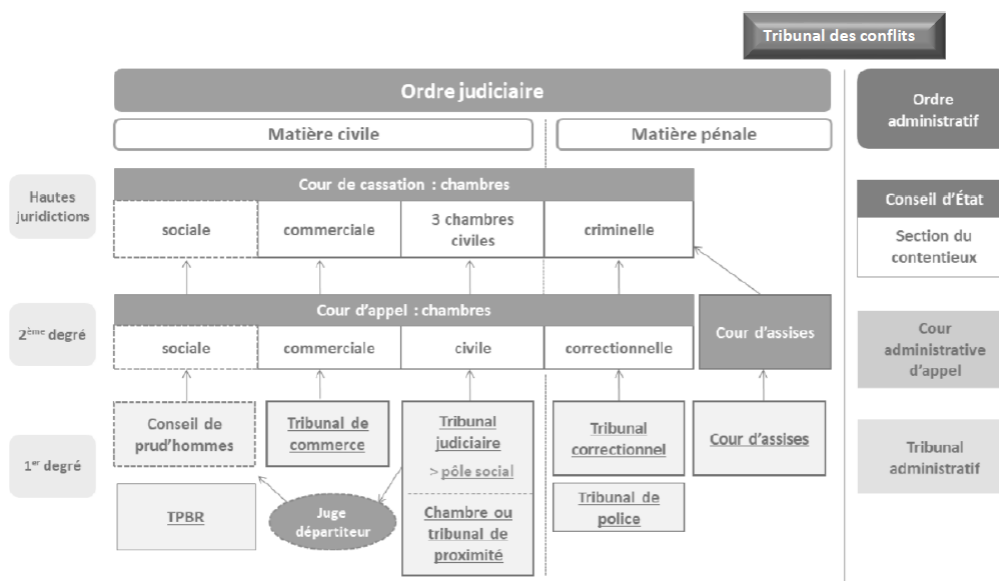 Tribunal des conflits
Ordre judiciaire
Ordre
administratif
Matière civile
Matière pénale
Hautes
juridictions
Cour de cassation : chambres
sociale
commerciale
3 chambres
civiles
criminelle
Conseil d'État
Section du
contentieux
2ème degré
Cour d'appel : chambres
sociale
commerciale
civile
correctionnelle
Cour d'assises
Cour
administrative
d'appel
1er degré
Conseil de
prud'hommes
Tribunal de
commerce
Tribunal
judiciaire
> pôle social
Tribunal
correctionnel
Cour d'assises
Tribunal
administratif
TPBR
Juge
départiteur
Chambre ou
tribunal de
proximité
Tribunal de
police